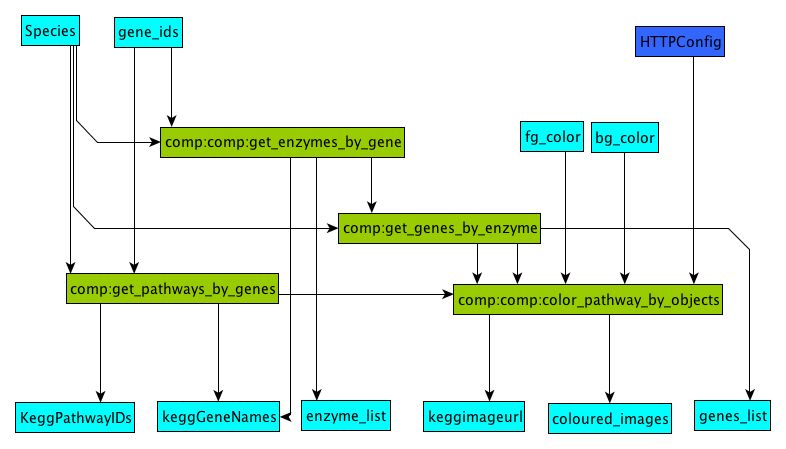 Species
gene_ids
HTTPConfig
comp:comp:get_enzymes_by_gene
fg_color
bg_color
comp:get_genes_by_enzyme
comp:get_pathways_by_genes
comp:comp:color_pathway_by_objects
KeggPathwayIDs
keggGeneNames
enzyme_list
keggimageurl
coloured_images
genes_list